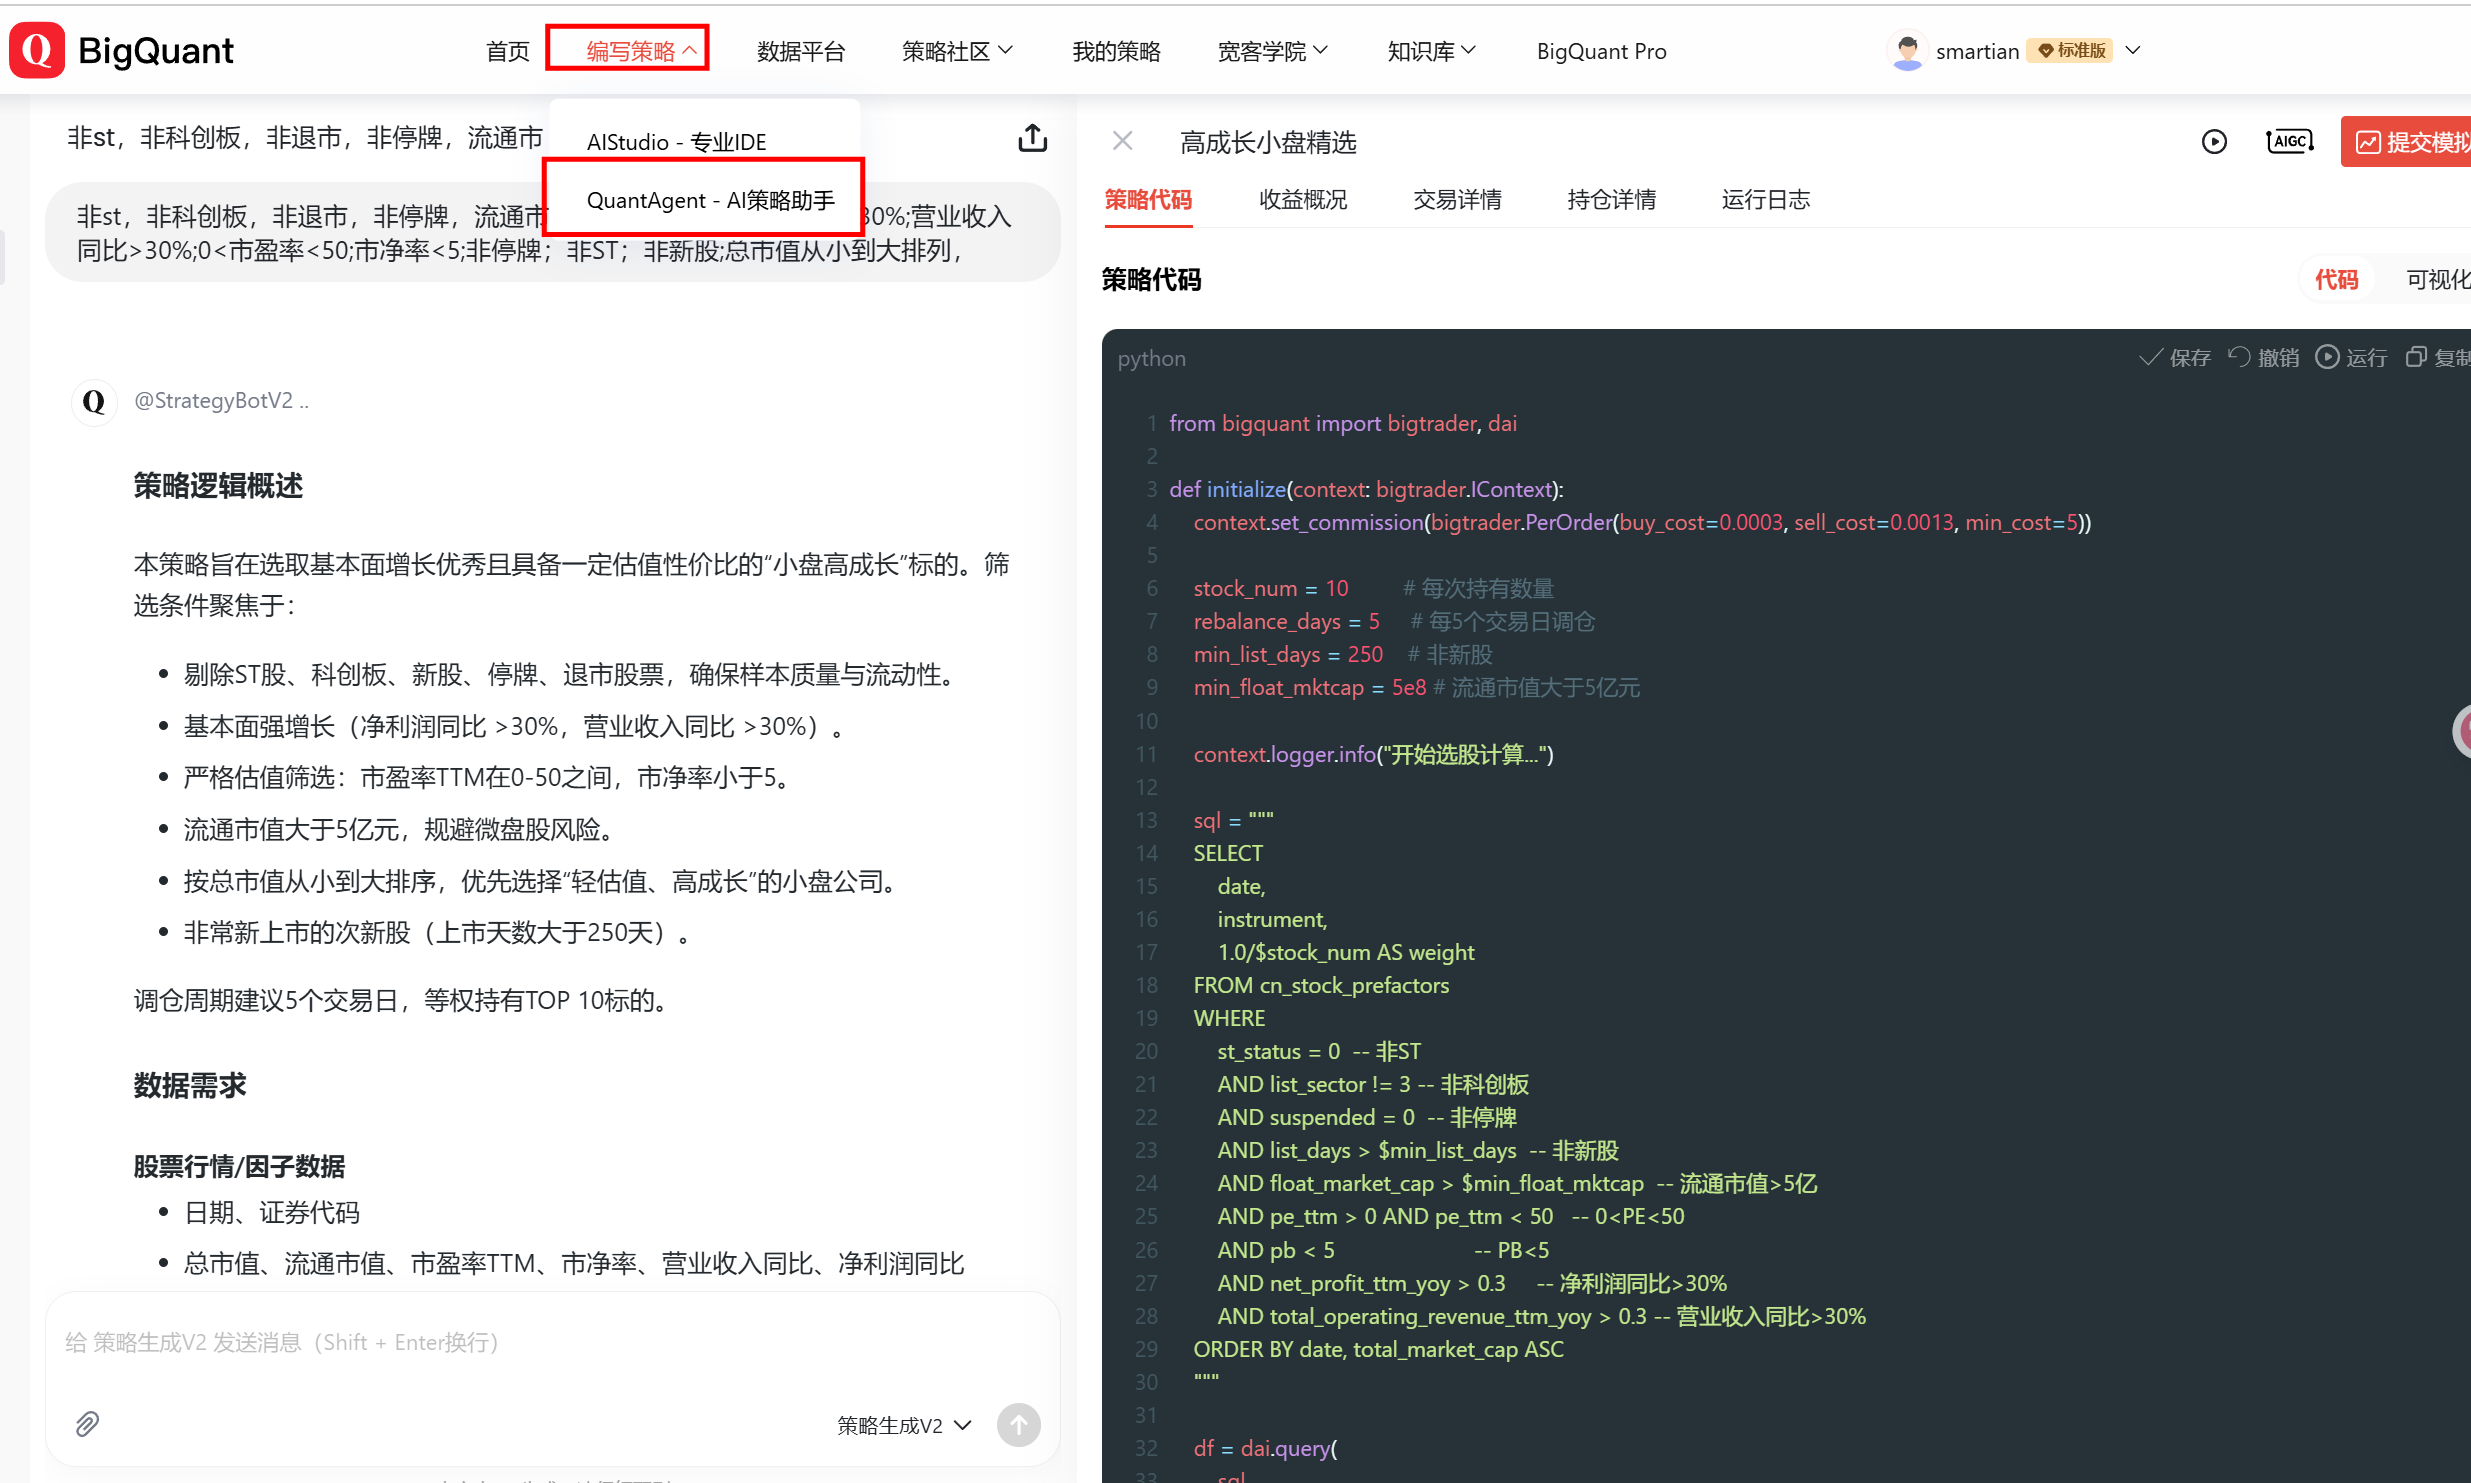 BigQuant
首页
编写策略
数据平台
策略社区
我的策略
宽客学院
知识库
BigQuant Pro
smartian
标准版
AIStudio - 专业IDE
QuantAgent - AI策略助手
非st，非科创板，非退市，非停牌，流通市
非st，非科创板，非退市，非停牌，流通市 30%;营业收入
同比>30%;0<市盈率<50;市净率<5;非停牌；非ST；非新股;总市值从小到大排列，
@StrategyBotV2 ..
策略逻辑概述
本策略旨在选取基本面增长优秀且具备一定估值性价比的“小盘高成长”标的。筛
选条件聚焦于：
• 剔除ST股、科创板、新股、停牌、退市股票，确保样本质量与流动性。
• 基本面强增长（净利润同比 >30%，营业收入同比 >30%）。
• 严格估值筛选：市盈率TTM在0-50之间，市净率小于5。
• 流通市值大于5亿元，规避微盘股风险。
• 按总市值从小到大排序，优先选择“轻估值、高成长”的小盘公司。
• 非常新上市的次新股（上市天数大于250天）。
调仓周期建议5个交易日，等权持有TOP 10标的。
数据需求
股票行情/因子数据
• 日期、证券代码
• 总市值、流通市值、市盈率TTM、市净率、营业收入同比、净利润同比
给 策略生成V2 发送消息（Shift + Enter换行）
策略生成V2
高成长小盘精选
AIGC
提交模拟
策略代码
收益概况
交易详情
持仓详情
运行日志
策略代码
代码
可视化
python
保存
撤销
运行
复制
1 from bigquant import bigtrader, dai
2
3 def initialize(context: bigtrader.IContext):
4 context.set_commission(bigtrader.PerOrder(buy_cost=0.0003, sell_cost=0.0013, min_cost=5))
5
6 stock_num = 10 # 每次持有数量
7 rebalance_days = 5 # 每5个交易日调仓
8 min_list_days = 250 # 非新股
9 min_float_mktcap = 5e8 # 流通市值大于5亿元
10
11 context.logger.info("开始选股计算...")
12
13 sql = """
14 SELECT
15 date,
16 instrument,
17 1.0/$stock_num AS weight
18 FROM cn_stock_prefactors
19 WHERE
20 st_status = 0 -- 非ST
21 AND list_sector != 3 -- 非科创板
22 AND suspended = 0 -- 非停牌
23 AND list_days > $min_list_days -- 非新股
24 AND float_market_cap > $min_float_mktcap -- 流通市值>5亿
25 AND pe_ttm > 0 AND pe_ttm < 50 -- 0<PE<50
26 AND pb < 5 -- PB<5
27 AND net_profit_ttm_yoy > 0.3 -- 净利润同比>30%
28 AND total_operating_revenue_ttm_yoy > 0.3 -- 营业收入同比>30%
29 ORDER BY date, total_market_cap ASC
30 """
31
32 df = dai.query(
33 sql